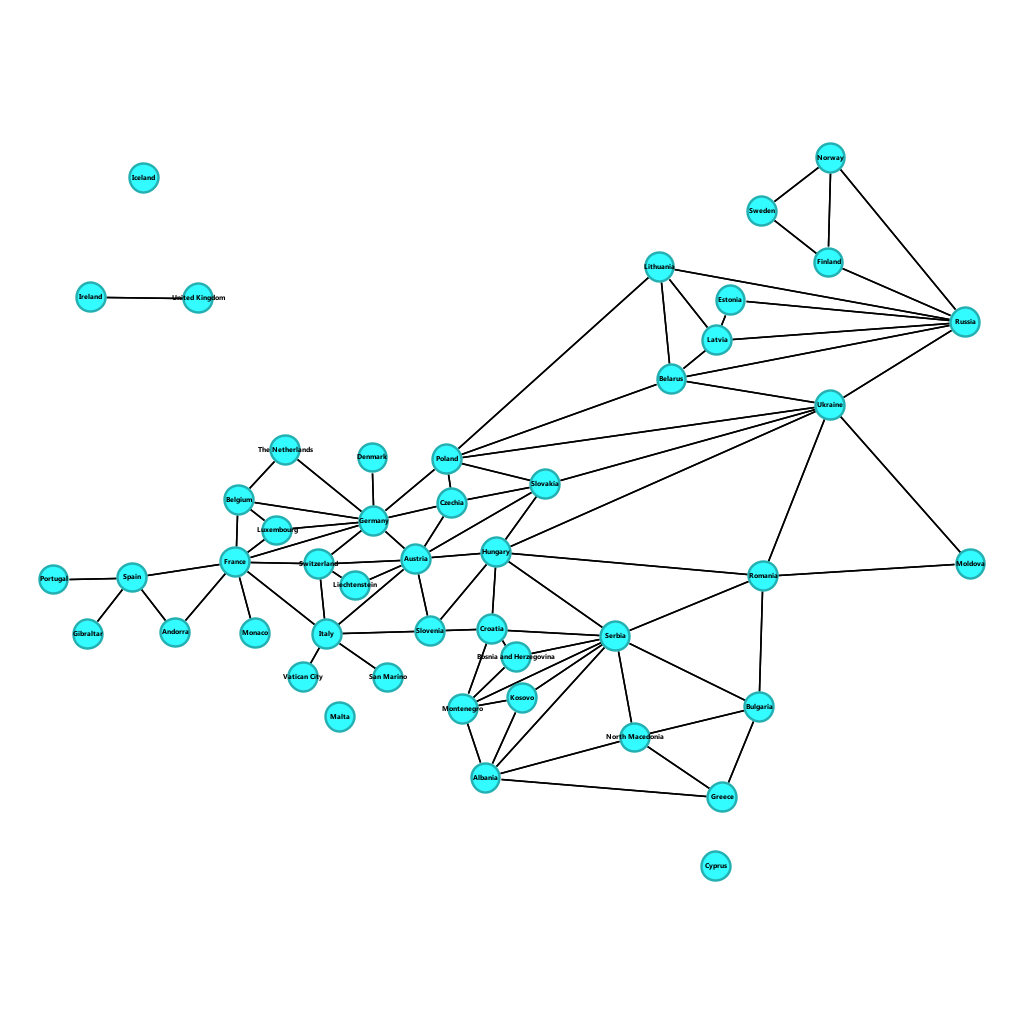 Norway
Iceland
Sweden
Finland
Lithuania
Ireland
United Kingdom
Estonia
Russia
Latvia
Belarus
Ukraine
The Netherlands
Denmark
Poland
Slovakia
Belgium
Czechia
Germany
Luxembourg
Hungary
Austria
France
Switzerland
Moldova
Romania
Spain
Portugal
Liechtenstein
Croatia
Slovenia
Andorra
Monaco
Gibraltar
Italy
Serbia
Bosnia and Herzegovina
Vatican City
San Marino
Kosovo
Montenegro
Bulgaria
Malta
North Macedonia
Albania
Greece
Cyprus